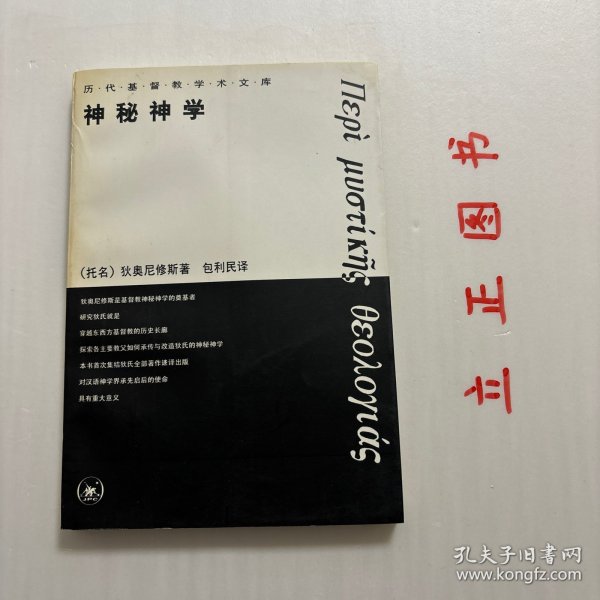 历·代·基·督·教·学·术·文·库
神秘神学
Περὶ μυστίκῆς θεολογιάς
（托名）狄奥尼修斯著 包利民译
狄奥尼修斯是基督教神秘神学的奠基者
研究狄氏就是
穿越东西方基督教的历史长廊
探索各主要教父如何承传与改造狄氏的神秘神学
本书首次集结狄氏全部著作迻译出版
对汉语神学界承先启后的使命
具有重大意义
JPC
立正图书
孔夫子旧书网
www.kongfz.com